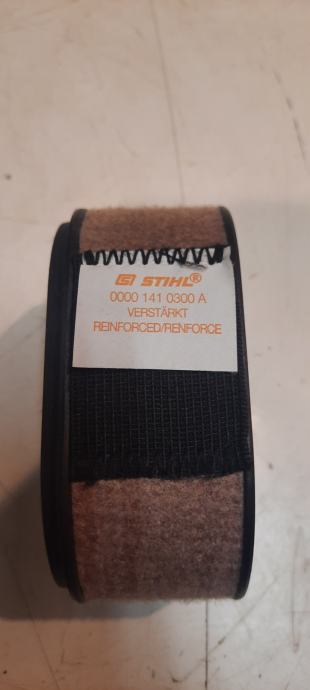 STIHL®
0000 141 0300 A
VERSTÄRKT
REINFORCED/RENFORCE